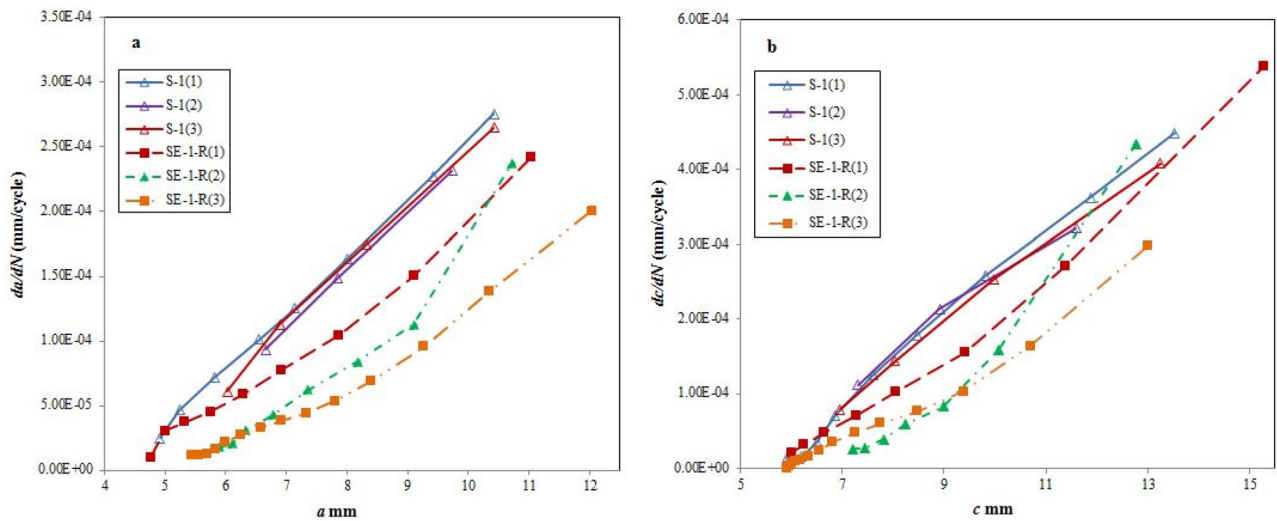 a
3.50E-04
3.00E-04
2.50E-04
2.00E-04
1.50E-04
1.00E-04
5.00E-05
0.00E+00
da/dN (mm/cycle)
S-1(1)
S-1(2)
S-1(3)
SE-1-R(1)
SE-1-R(2)
SE-1-R(3)
4 5 6 7 8 9 10 11 12
a mm
b
6.00E-04
5.00E-04
4.00E-04
3.00E-04
2.00E-04
1.00E-04
0.00E+00
dc/dN (mm/cycle)
S-1(1)
S-1(2)
S-1(3)
SE-1-R(1)
SE-1-R(2)
SE-1-R(3)
5 7 9 11 13 15
c mm